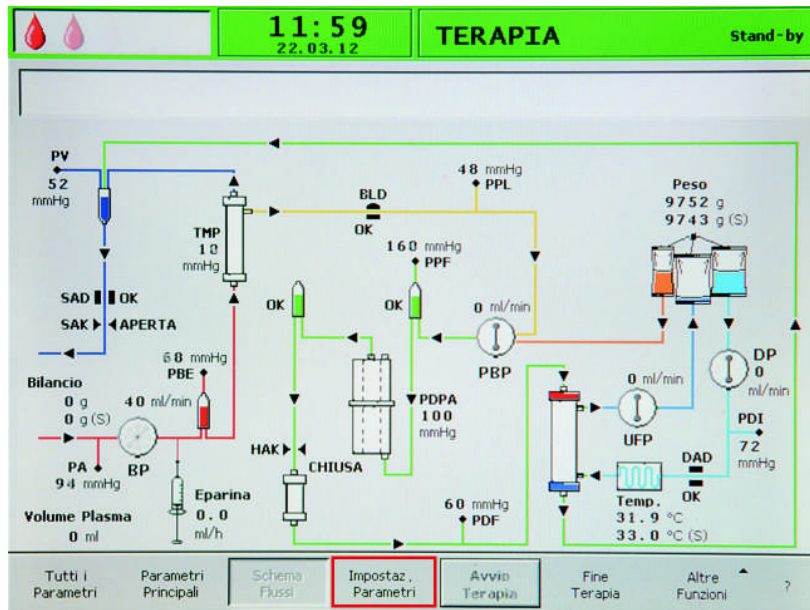 11:59
22.03.12
TERAPIA
Stand-by
PV
52
mmHg
TMP
10
mmHg
BLD
OK
48 mmHg
PPL
160 mmHg
PPF
Peso
9752 g
9743 g (S)
SAD OK
SAK APERTA
68 mmHg
PBE
OK
OK
0 ml/min
PBP
DP
0
ml/min
Bilancio
0 g
0 g (S)
40 ml/min
BP
PA
94 mmHg
PDPA
100
mmHg
0 ml/min
UFP
PDI
72
mmHg
HAK
CHIUSA
DAD
OK
Eparina
0.0
ml/h
Volume Plasma
0 ml
60 mmHg
PDF
Temp.
31.9 °C
33.0 °C (S)
Tutti i
Parametri
Parametri
Principali
Schema
Flussi
Impostaz.
Parametri
Avvio
Terapia
Fine
Terapia
Altre
Funzioni
?